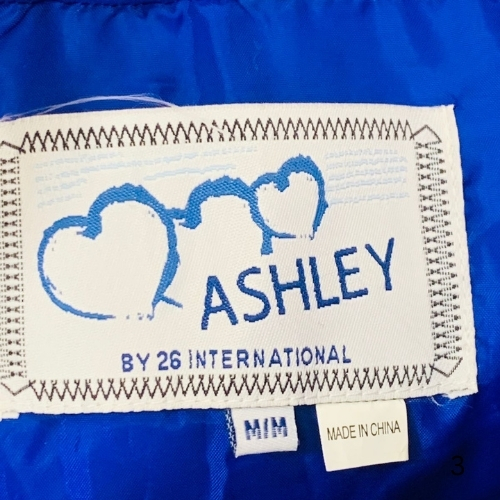 ASHLEY
BY 26 INTERNATIONAL
M/M
MADE IN CHINA
3